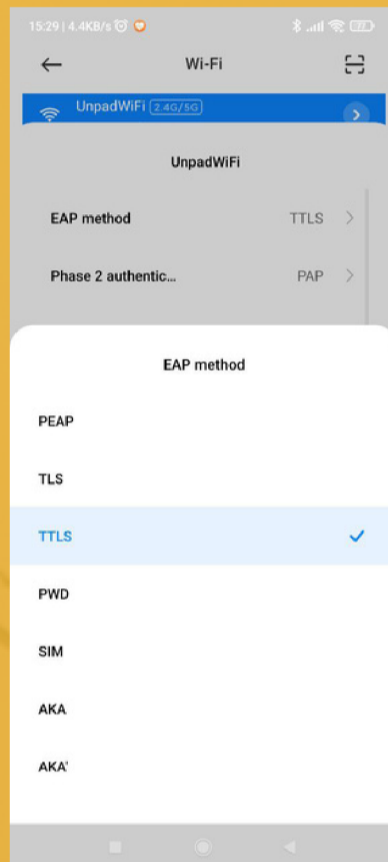 15:29 | 4.4KB/s
Wi-Fi
UnpadWiFi 2.4G/5G
UnpadWiFi
EAP method TTLS
Phase 2 authentic... PAP
EAP method
PEAP
TLS
TTLS
PWD
SIM
AKA
AKA'